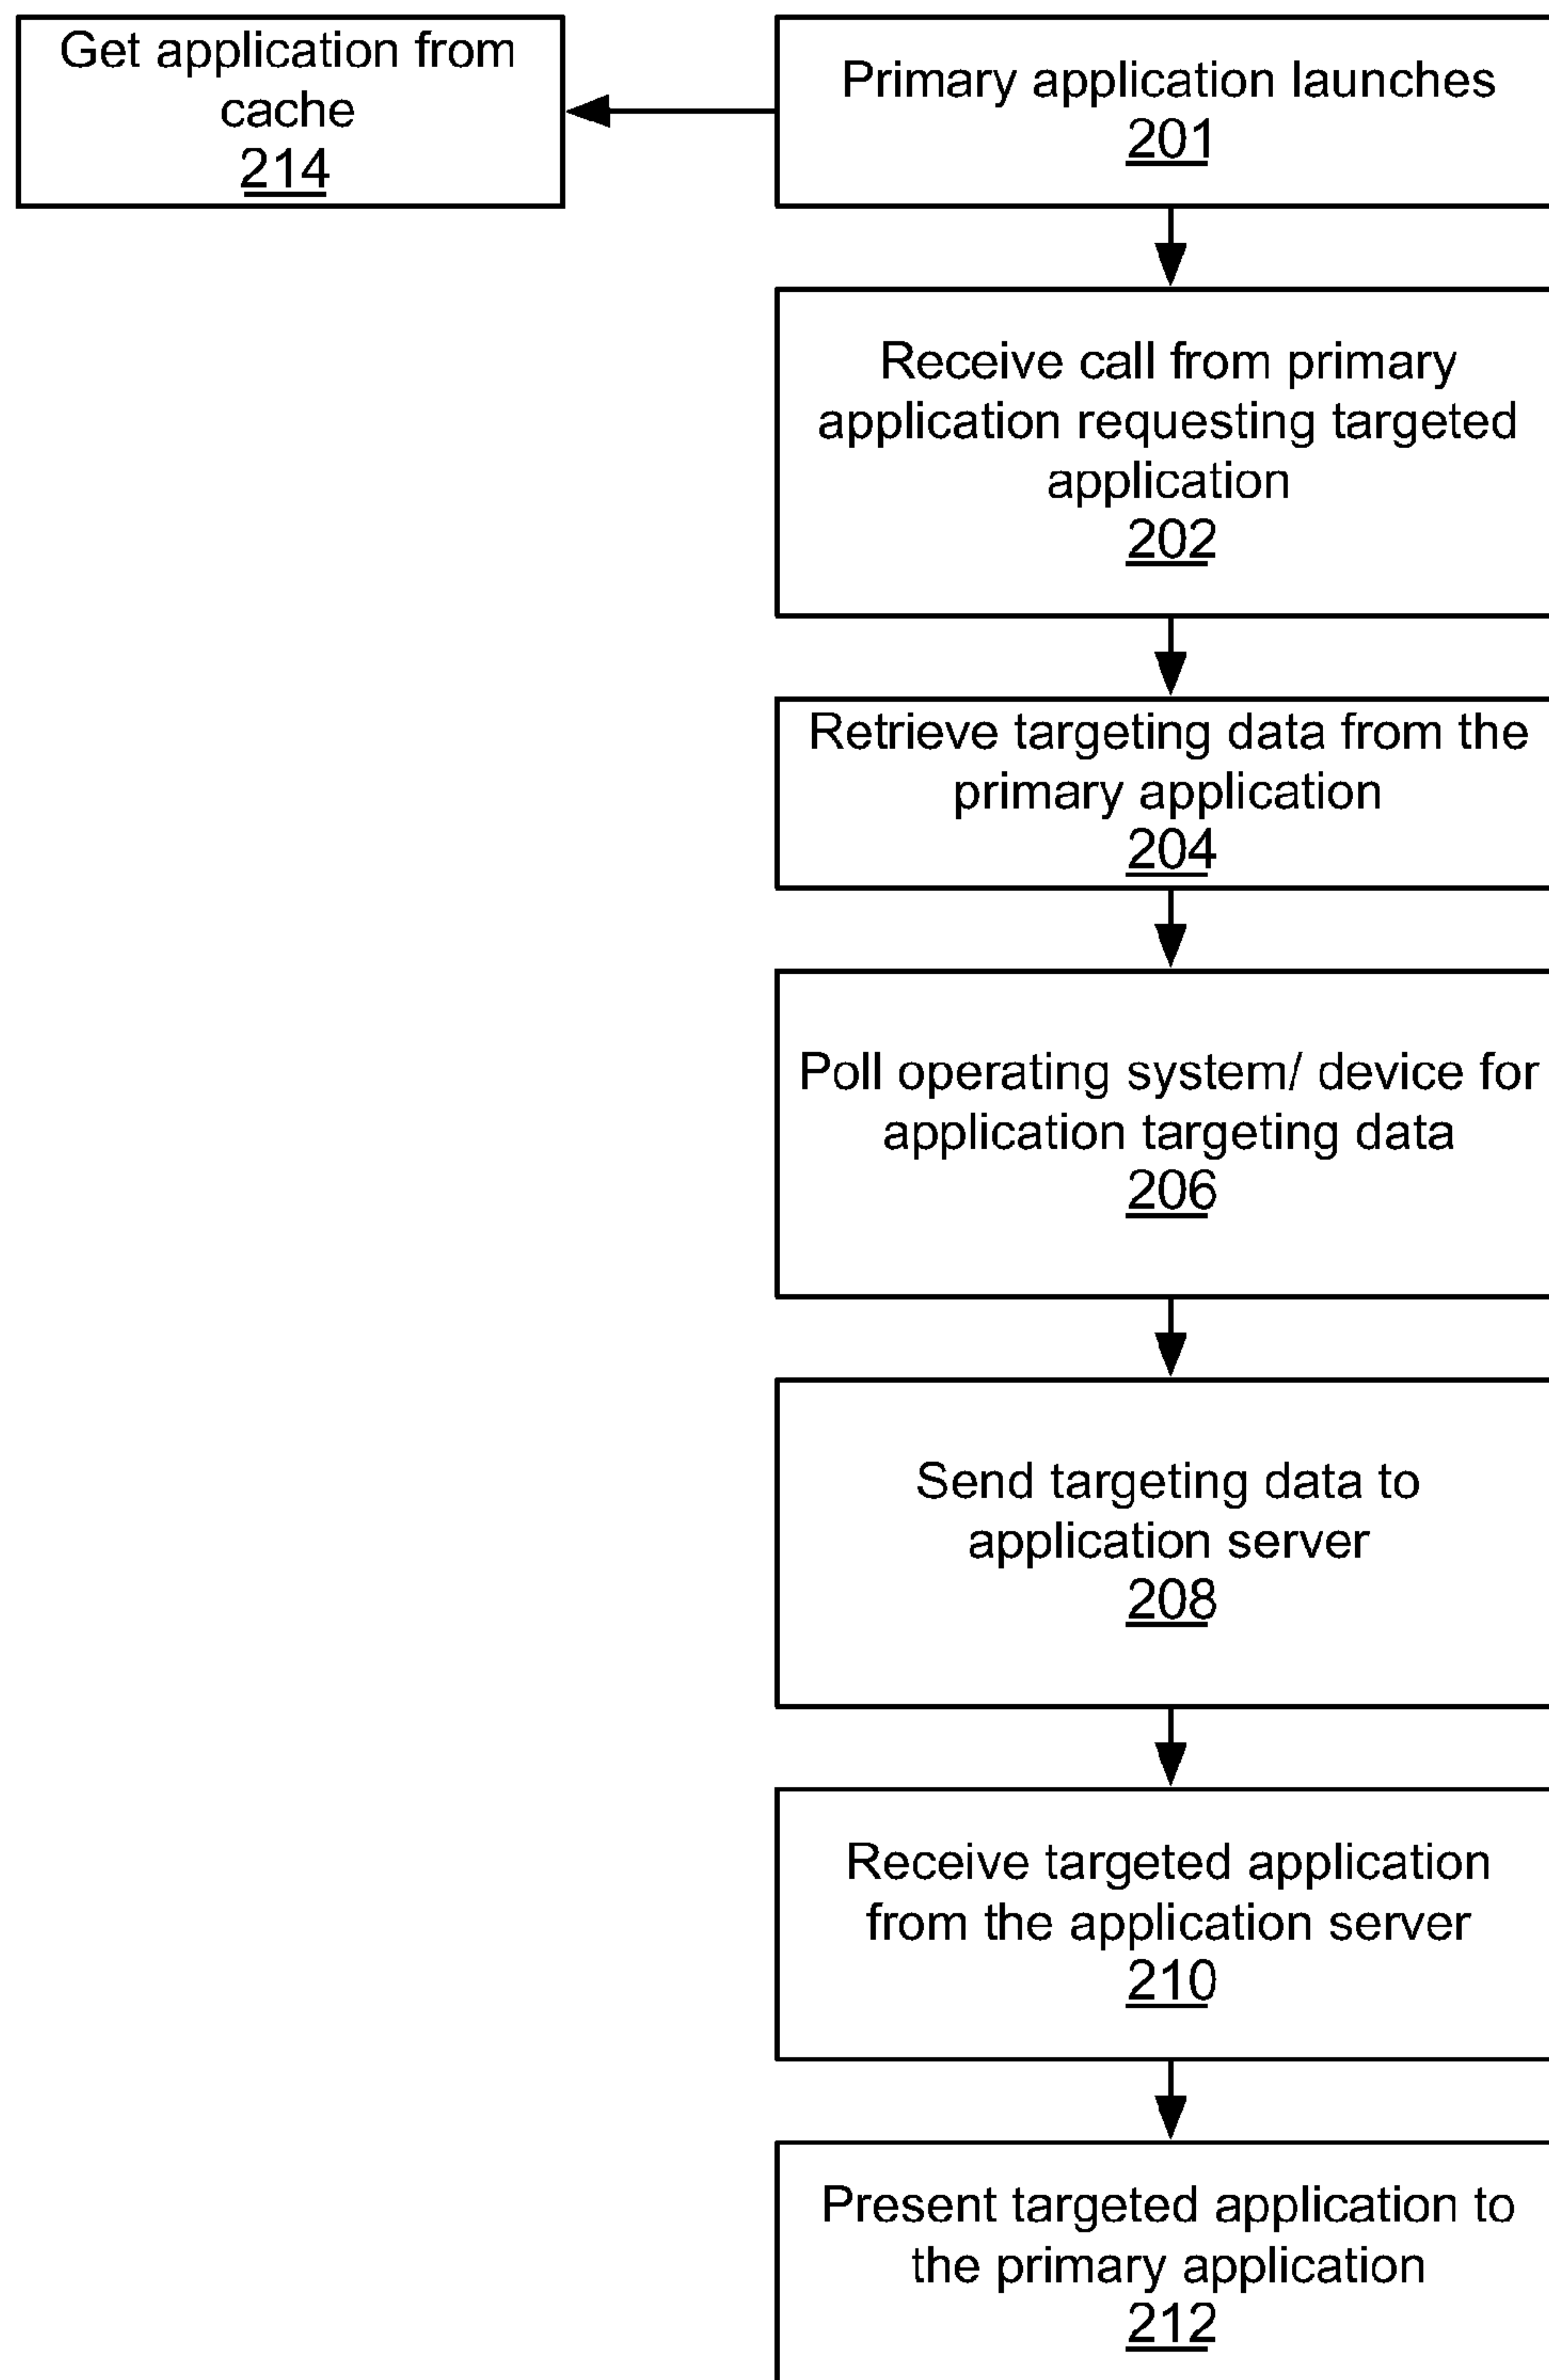 Get application from
cache
214
Primary application launches
201
Receive call from primary
application requesting targeted
application
202
Retrieve targeting data from the
primary application
204
Poll operating system/ device for
application targeting data
206
Send targeting data to
application server
208
Receive targeted application
from the application server
210
Present targeted application to
the primary application
212